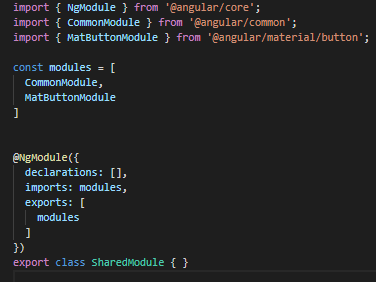 import { NgModule } from '@angular/core';
import { CommonModule } from '@angular/common';
import { MatButtonModule } from '@angular/material/button';
const modules = [
CommonModule,
MatButtonModule
]
@NgModule({
declarations: [],
imports: modules,
exports: [
modules
]
})
export class SharedModule { }